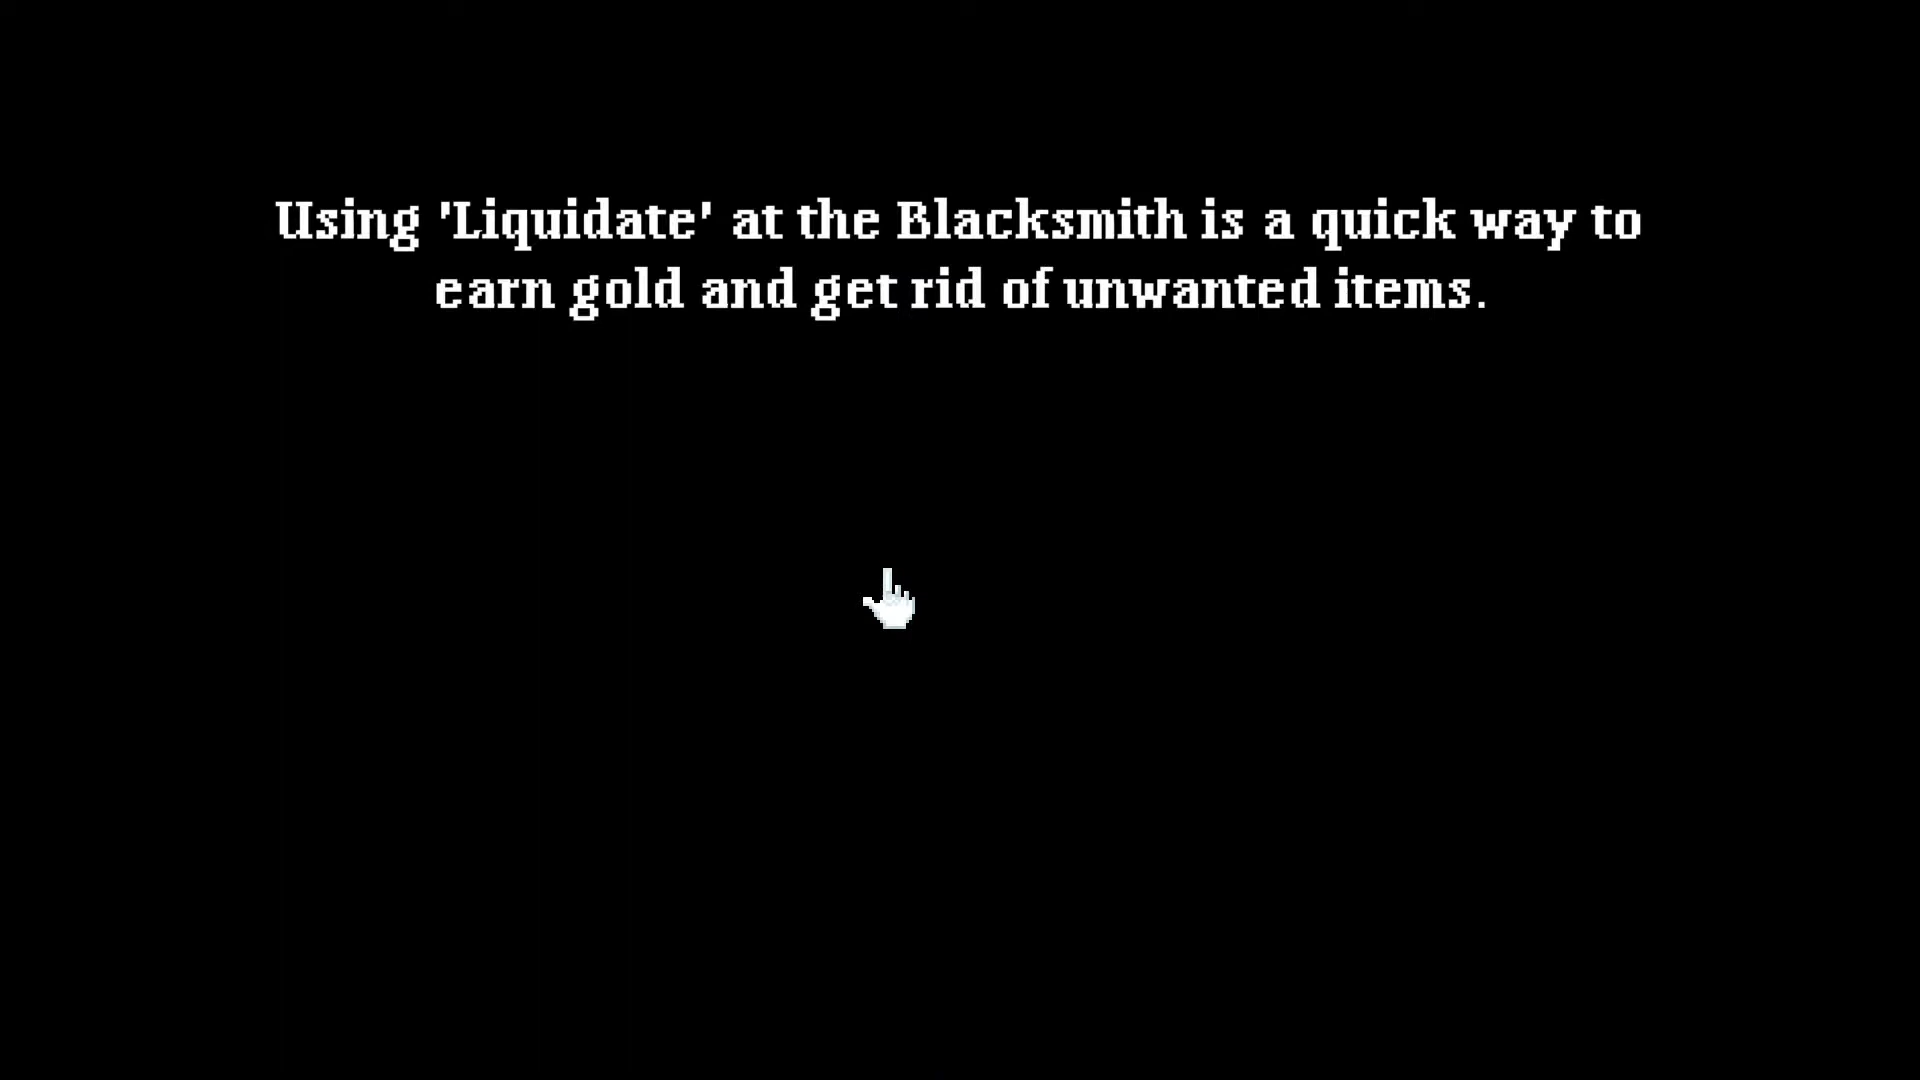 Using 'Liquidate' at the Blacksmith is a quick way to
earn gold and get rid of unwanted items.